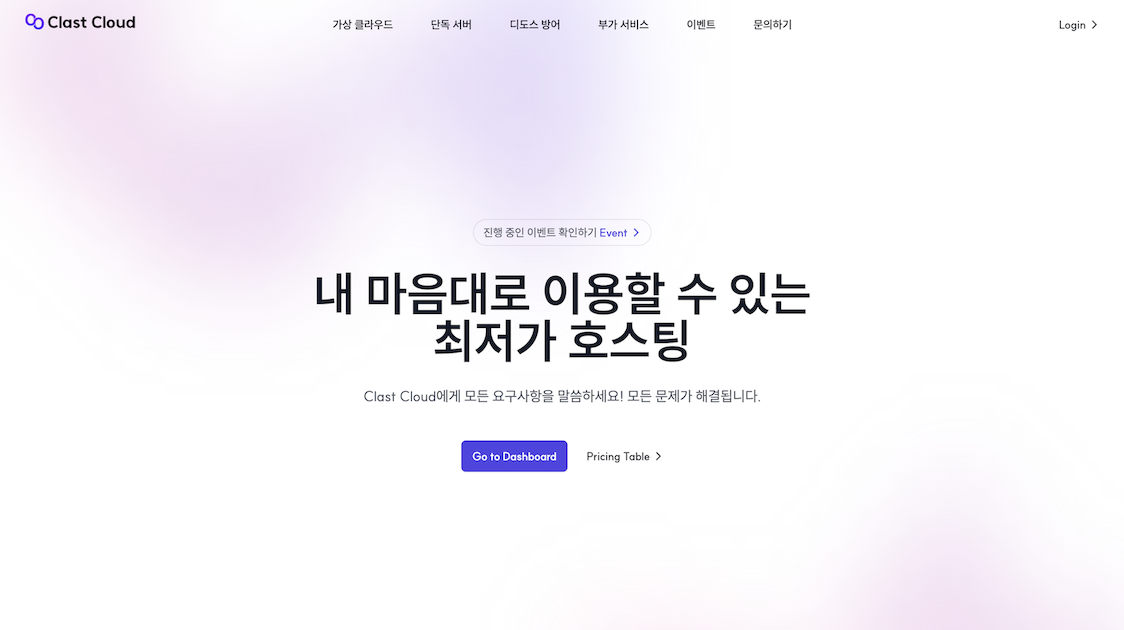 Clast Cloud
가상 클라우드
단독 서버
디도스 방어
부가 서비스
이벤트
문의하기
Login
진행 중인 이벤트 확인하기 Event
내 마음대로 이용할 수 있는
최저가 호스팅
Clast Cloud에게 모든 요구사항을 말씀하세요! 모든 문제가 해결됩니다.
Go to Dashboard
Pricing Table